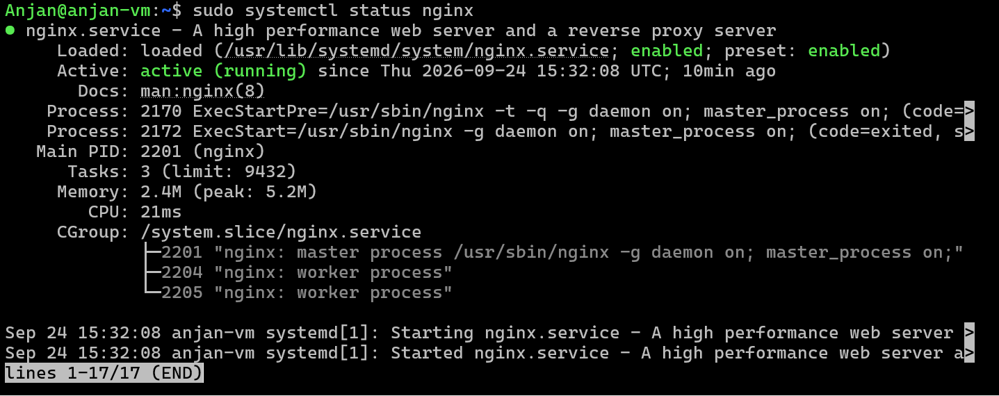 Anjan@anjan-vm:~$ sudo systemctl status nginx
● nginx.service - A high performance web server and a reverse proxy server
     Loaded: loaded (/usr/lib/systemd/system/nginx.service; enabled; preset: enabled)
     Active: active (running) since Thu 2026-09-24 15:32:08 UTC; 10min ago
       Docs: man:nginx(8)
    Process: 2170 ExecStartPre=/usr/sbin/nginx -t -q -g daemon on; master_process on; (code=>
    Process: 2172 ExecStart=/usr/sbin/nginx -g daemon on; master_process on; (code=exited, s>
   Main PID: 2201 (nginx)
      Tasks: 3 (limit: 9432)
     Memory: 2.4M (peak: 5.2M)
        CPU: 21ms
     CGroup: /system.slice/nginx.service
             ├─2201 "nginx: master process /usr/sbin/nginx -g daemon on; master_process on;"
             ├─2204 "nginx: worker process"
             └─2205 "nginx: worker process"

Sep 24 15:32:08 anjan-vm systemd[1]: Starting nginx.service - A high performance web server >
Sep 24 15:32:08 anjan-vm systemd[1]: Started nginx.service - A high performance web server a>
lines 1-17/17 (END)